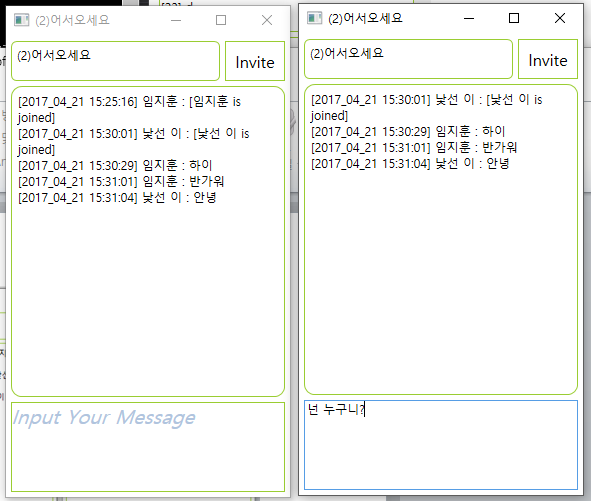 (2)어서오세요
(2)어서오세요
Invite
[2017_04_21 15:25:16] 임지훈 : [임지훈 is
joined]
[2017_04_21 15:30:01] 낯선 이 : [낯선 이 is
joined]
[2017_04_21 15:30:29] 임지훈 : 하이
[2017_04_21 15:31:01] 임지훈 : 반가워
[2017_04_21 15:31:04] 낯선 이 : 안녕
Input Your Message
(2)어서오세요
(2)어서오세요
Invite
[2017_04_21 15:30:01] 낯선 이 : [낯선 이 is
joined]
[2017_04_21 15:30:29] 임지훈 : 하이
[2017_04_21 15:31:01] 임지훈 : 반가워
[2017_04_21 15:31:04] 낯선 이 : 안녕
넌 누구니?